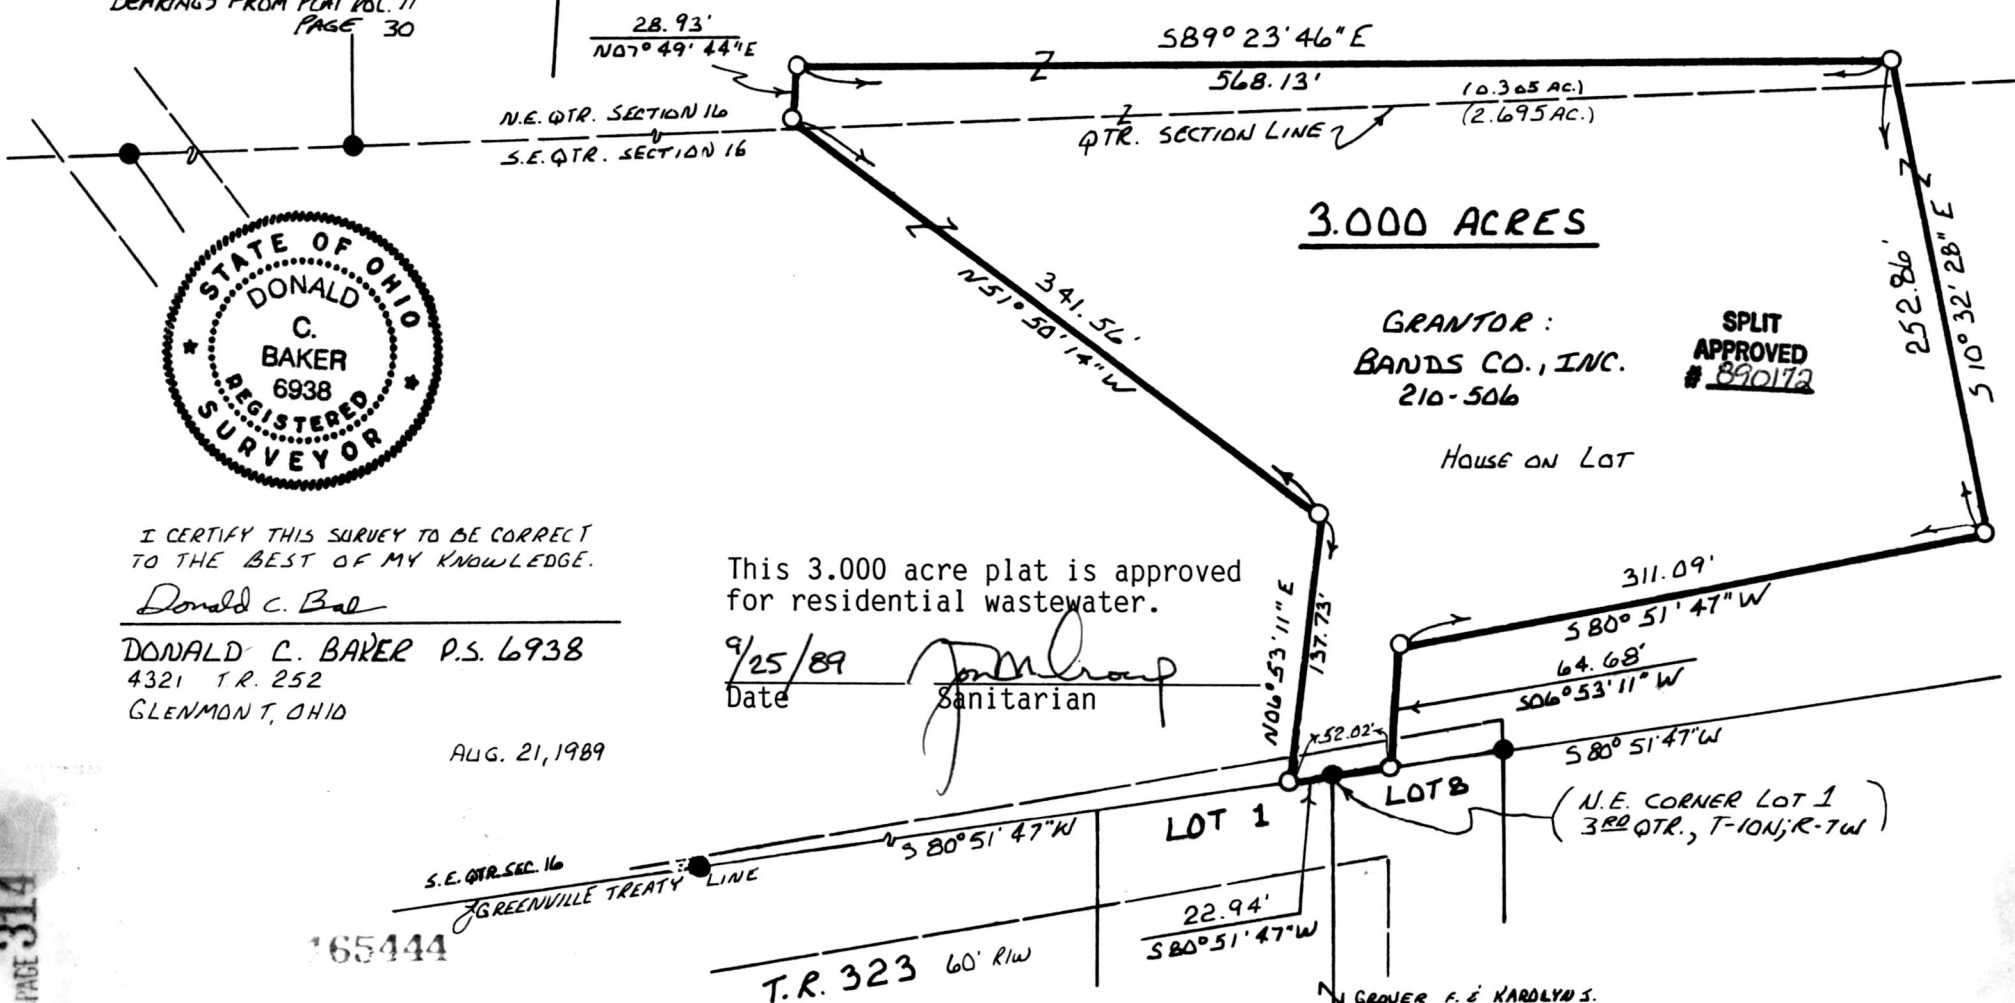 BEARINGS FROM PLAT VOL. 11
PAGE 30
28.93'
N07° 49' 44"E
S89° 23' 46" E
568.13'
(0.305 AC.)
(2.695 AC.)
N.E. QTR. SECTION 16
S.E. QTR. SECTION 16
QTR. SECTION LINE
3.000 ACRES
STATE OF OHIO
DONALD
C.
BAKER
6938
REGISTERED
SURVEYOR
341.56'
N51° 50' 14" W
GRANTOR:
BANDS CO., INC.
210-506
SPLIT
APPROVED
# 890172
252.86'
S 10° 32' 28" E
HOUSE ON LOT
I CERTIFY THIS SURVEY TO BE CORRECT
TO THE BEST OF MY KNOWLEDGE.
Donald C. Bak
DONALD C. BAKER P.S. 6938
4321 T.R. 252
GLENMONT, OHIO
AUG. 21, 1989
This 3.000 acre plat is approved
for residential wastewater.
9/25/89
Date
Sanitarian
N06° 53' 11" E
137.73'
311.09'
S 80° 51' 47" W
64.68'
S06° 53' 11" W
52.02'
S 80° 51' 47" W
LOT 8
(N.E. CORNER LOT 1
3RD QTR., T-10N; R-7W)
LOT 1
S 80° 51' 47" W
S.E. QTR. SEC. 16
GREENVILLE TREATY LINE
22.94'
S80° 51' 47" W
165444
T.R. 323 60' R/W
PAGE 314
GROVER F. & KAROLYN J.